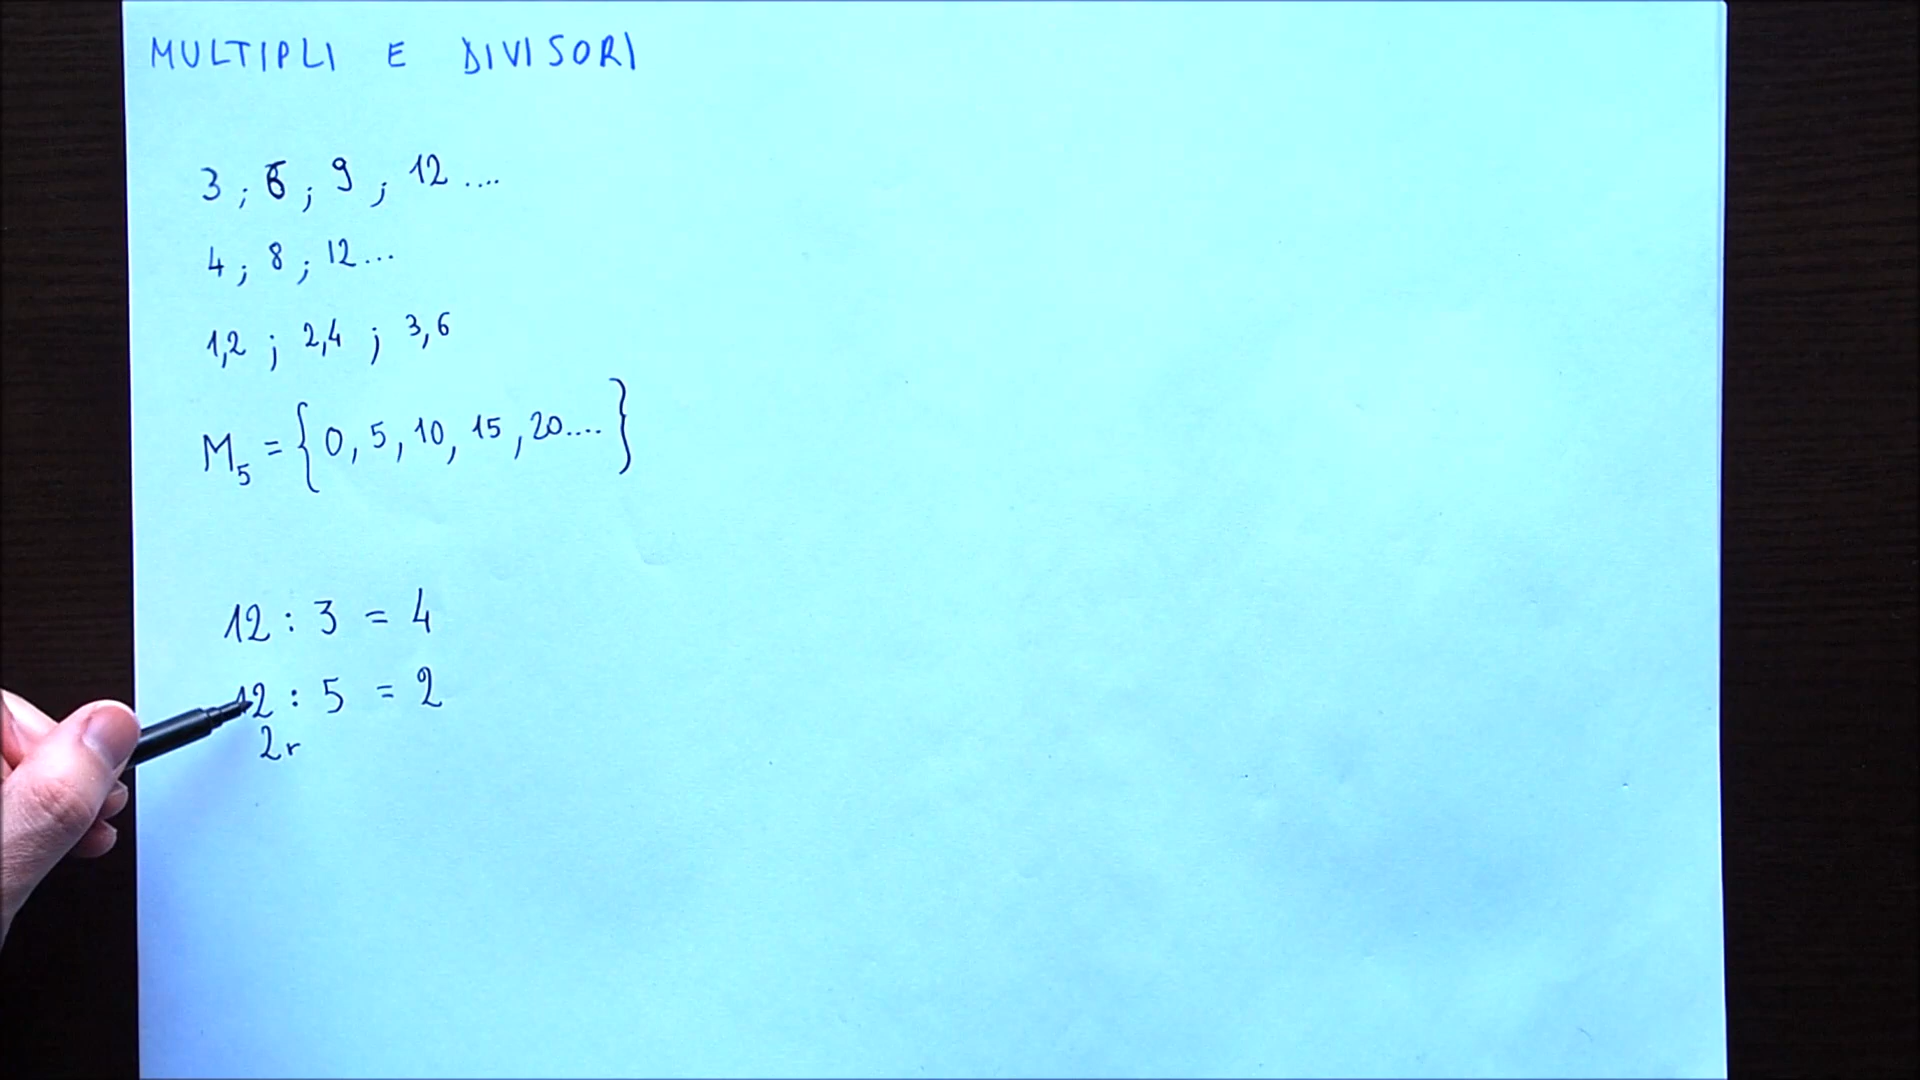 MULTIPLI E DIVISORI
3 ; 6 ; 9 ; 12 ....
4 ; 8 ; 12 ...
1,2 ; 2,4 ; 3,6
M5 = {0, 5, 10, 15, 20....}
12 : 3 = 4
12 : 5 = 2
2r